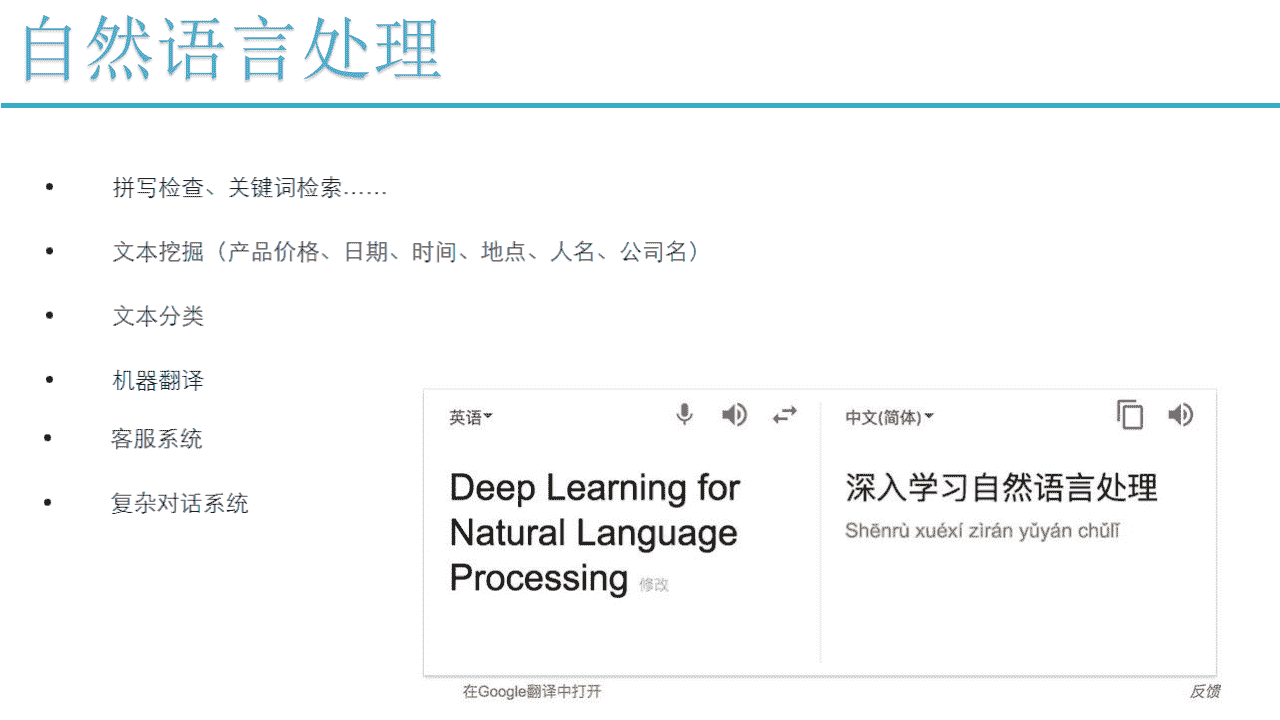 自然语言处理
• 拼写检查、关键词检索……
• 文本挖掘（产品价格、日期、时间、地点、人名、公司名）
• 文本分类
• 机器翻译
• 客服系统
• 复杂对话系统
英语
Deep Learning for
Natural Language
Processing 修改
中文(简体)
深入学习自然语言处理
Shēnrù xuéxí zìrán yǔyán chǔlǐ
在Google翻译中打开
反馈